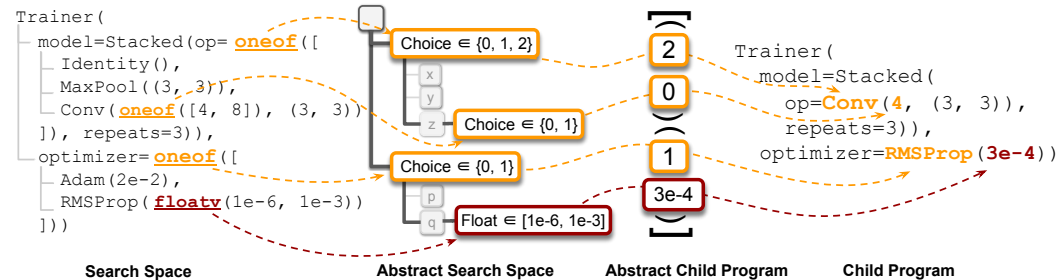 Trainer(
model=Stacked(op= oneof([
Identity(),
MaxPool((3, 3)),
Conv(oneof([4, 8]), (3, 3))
]), repeats=3)),
optimizer=oneof([
Adam(2e-2),
RMSProp(floatv(1e-6, 1e-3))
]))
Search Space
Choice ∈ {0, 1, 2}
x
y
z
Choice ∈ {0, 1}
Choice ∈ {0, 1}
p
q
Float ∈ [1e-6, 1e-3]
Abstract Search Space
[
2
(
0
)
1
(
3e-4
)
]
Abstract Child Program
Trainer(
model=Stacked(
op=Conv(4, (3, 3)),
repeats=3)),
optimizer=RMSProp(3e-4))
Child Program